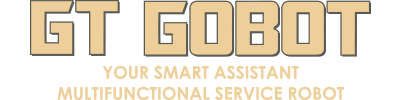 GT GOBOT
YOUR SMART ASSISTANT
MULTIFUNCTIONAL SERVICE ROBOT